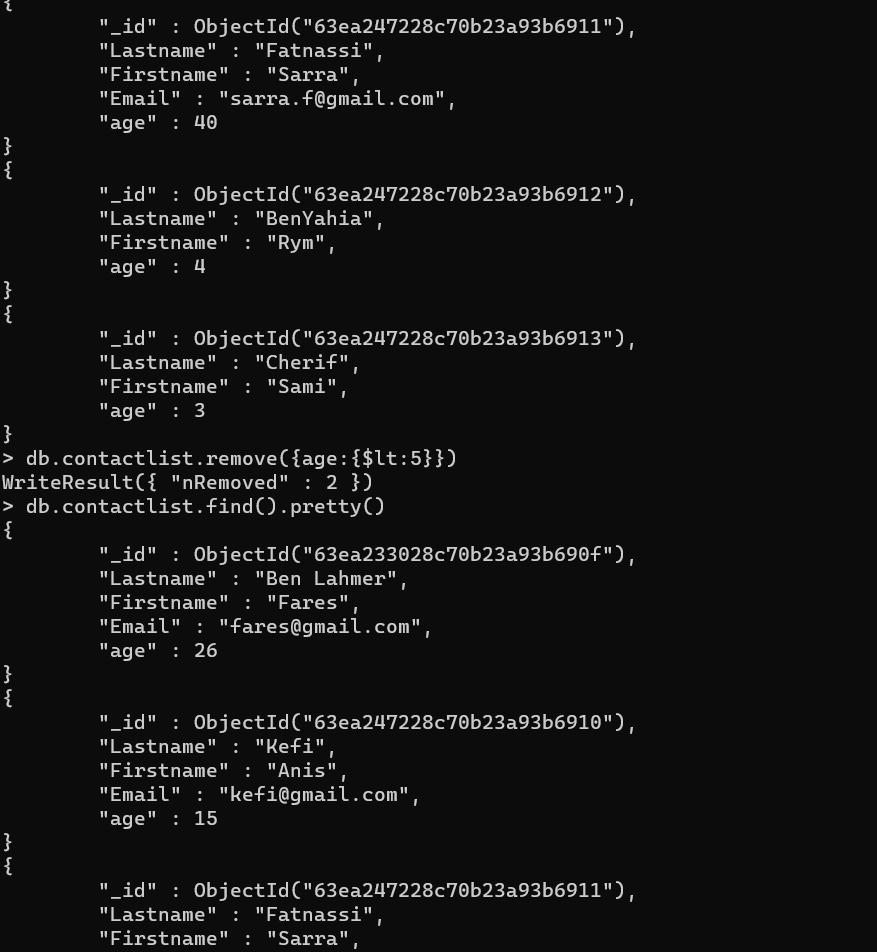 {
        "_id" : ObjectId("63ea247228c70b23a93b6911"),
        "Lastname" : "Fatnassi",
        "Firstname" : "Sarra",
        "Email" : "sarra.f@gmail.com",
        "age" : 40
}
{
        "_id" : ObjectId("63ea247228c70b23a93b6912"),
        "Lastname" : "BenYahia",
        "Firstname" : "Rym",
        "age" : 4
}
{
        "_id" : ObjectId("63ea247228c70b23a93b6913"),
        "Lastname" : "Cherif",
        "Firstname" : "Sami",
        "age" : 3
}
> db.contactlist.remove({age:{$lt:5}})
WriteResult({ "nRemoved" : 2 })
> db.contactlist.find().pretty()
{
        "_id" : ObjectId("63ea233028c70b23a93b690f"),
        "Lastname" : "Ben Lahmer",
        "Firstname" : "Fares",
        "Email" : "fares@gmail.com",
        "age" : 26
}
{
        "_id" : ObjectId("63ea247228c70b23a93b6910"),
        "Lastname" : "Kefi",
        "Firstname" : "Anis",
        "Email" : "kefi@gmail.com",
        "age" : 15
}
{
        "_id" : ObjectId("63ea247228c70b23a93b6911"),
        "Lastname" : "Fatnassi",
        "Firstname" : "Sarra",